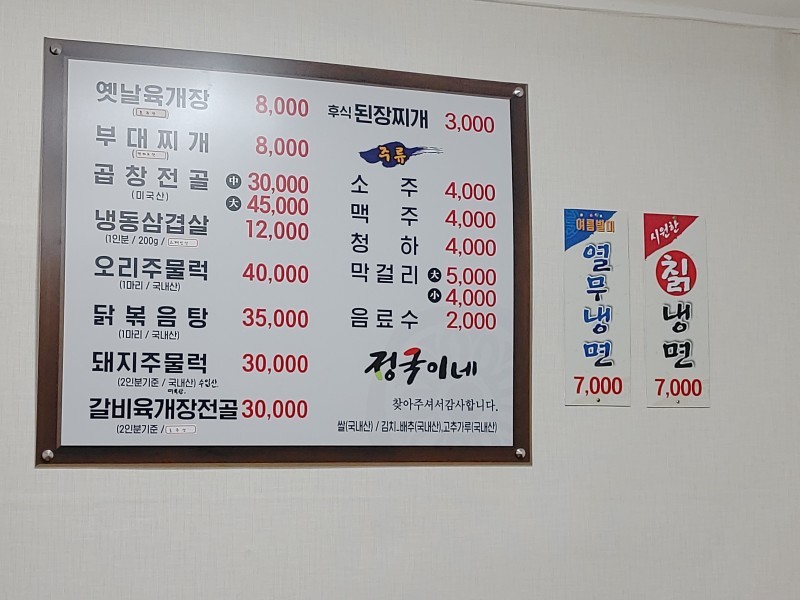 옛날육개장 8,000
부대찌개 8,000
곱창전골 中 30,000
(미국산) 大 45,000
냉동삼겹살 12,000
(1인분 / 200g /
오리주물럭 40,000
(1마리 / 국내산)
닭볶음탕 35,000
(1마리 / 국내산)
돼지주물럭 30,000
(2인분기준 / 국내산)
갈비육개장전골 30,000
(2인분기준 /
후식 된장찌개 3,000
주류
소주 4,000
맥주 4,000
청하 4,000
막걸리 大 5,000
小 4,000
음료수 2,000
정국이네
찾아주셔서감사합니다.
쌀(국내산) / 김치_배추(국내산),고추가루(국내산)
여름별미
열무냉면
7,000
시원한
칡냉면
7,000